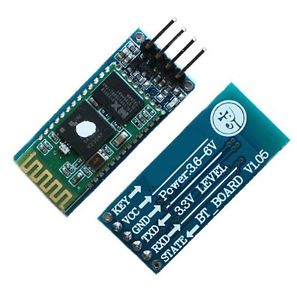 KEY
VCC
GND
TXD
RXD
STATE
Power:3.6--6V
3.3V LEVEL
BT_BOARD V1.05